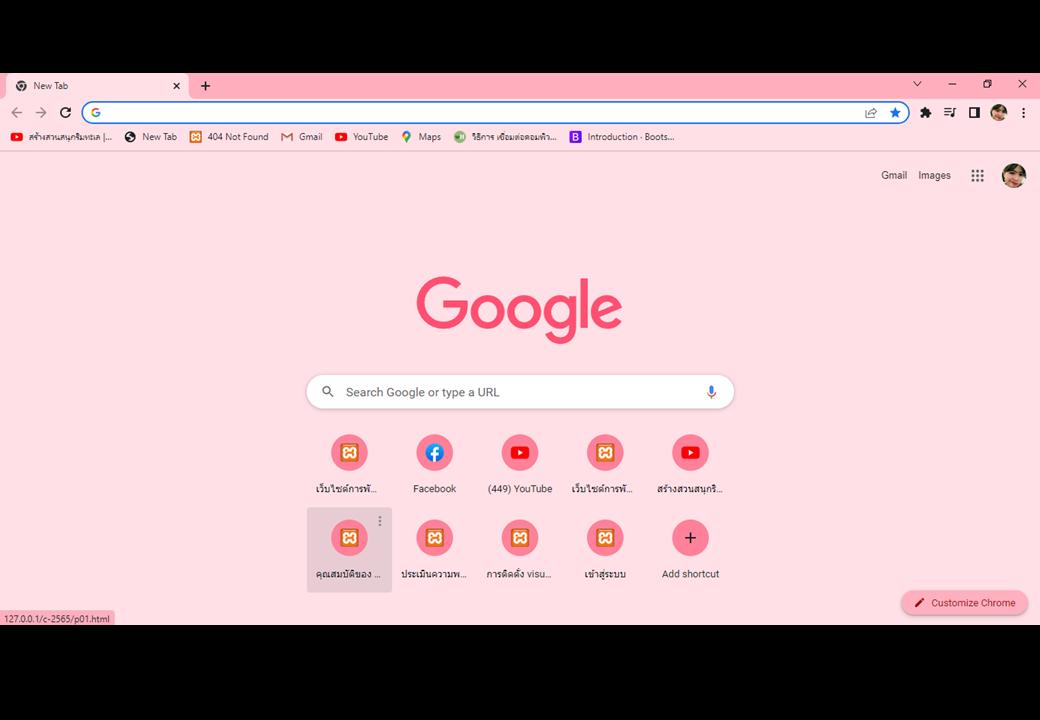 New Tab
สร้างสวนสนุกริมทะเล |...
New Tab
404 Not Found
Gmail
YouTube
Maps
วิธีการ เชื่อมต่อคอมพิว...
Introduction · Boots...
Gmail Images
Google
Search Google or type a URL
เว็บไซต์การพั...
Facebook
(449) YouTube
เว็บไซต์การพั...
สร้างสวนสนุกริ...
คุณสมบัติของ ...
ประเมินความพ...
การติดตั้ง visu...
เข้าสู่ระบบ
Add shortcut
Customize Chrome
127.0.0.1/c-2565/p01.html